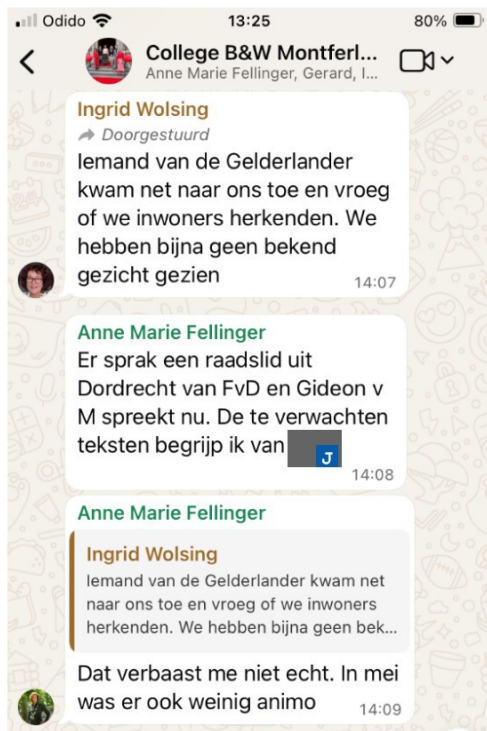 Odido
13:25
80%
College B&W Montferl...
Anne Marie Fellinger, Gerard, I...
Ingrid Wolsing
Doorgestuurd
Iemand van de Gelderlander
kwam net naar ons toe en vroeg
of we inwoners herkenden. We
hebben bijna geen bekend
gezicht gezien
14:07
Anne Marie Fellinger
Er sprak een raadslid uit
Dordrecht van FvD en Gideon v
M spreekt nu. De te verwachten
teksten begrijp ik van
J
14:08
Anne Marie Fellinger
Ingrid Wolsing
Iemand van de Gelderlander kwam net
naar ons toe en vroeg of we inwoners
herkenden. We hebben bijna geen bek...
Dat verbaast me niet echt. In mei
was er ook weinig animo
14:09